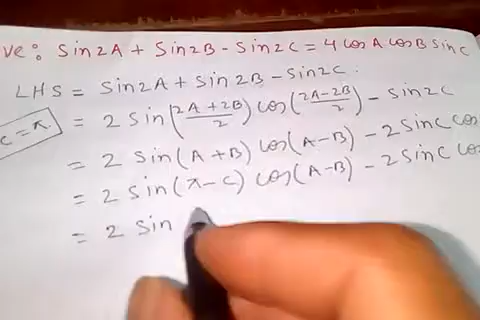 ve: Sin2A + Sin2B - Sin2C = 4 cosA cosB Sinc
LHS = Sin2A + Sin2B - Sin2C.
C = π. = 2 Sin(2A+2B/2) cos(2A-2B/2) - Sin2C
= 2 Sin(A+B) cos(A-B) - 2 Sinc cos
= 2 Sin(π-c) cos(A-B) - 2 Sinc cos
= 2 Sin